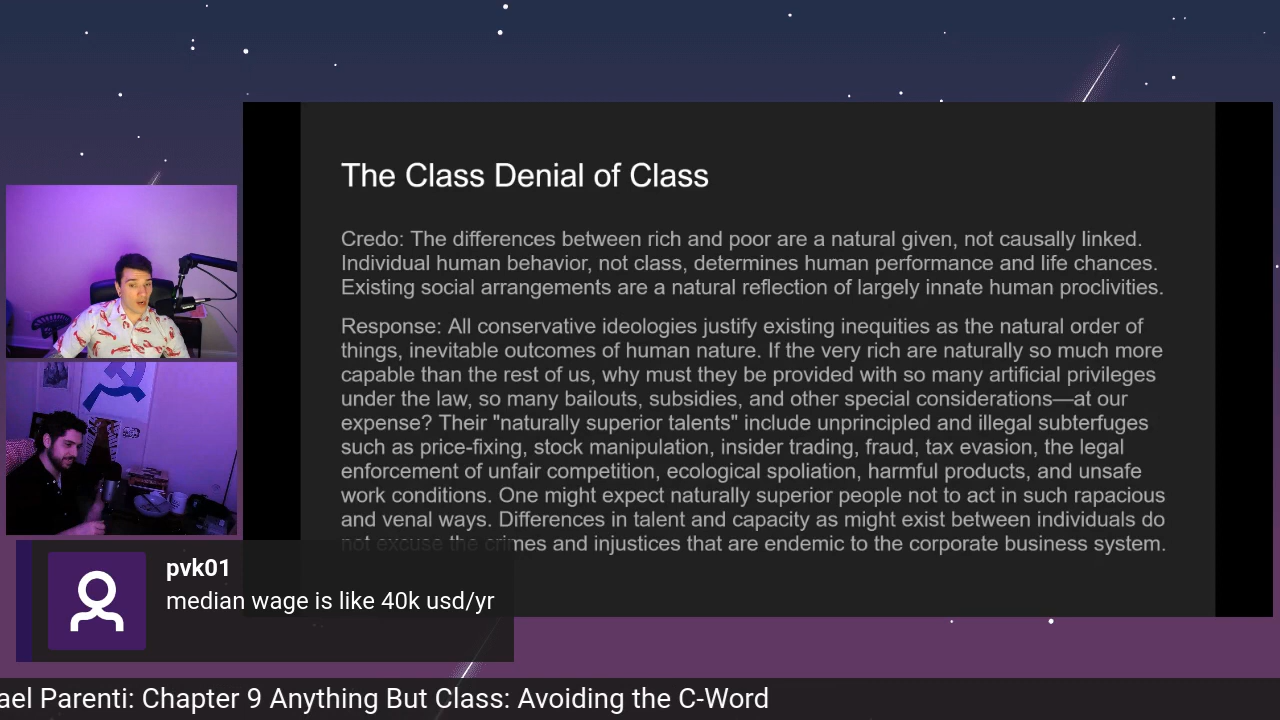 The Class Denial of Class
Credo: The differences between rich and poor are a natural given, not causally linked.
Individual human behavior, not class, determines human performance and life chances.
Existing social arrangements are a natural reflection of largely innate human proclivities.
Response: All conservative ideologies justify existing inequities as the natural order of
things, inevitable outcomes of human nature. If the very rich are naturally so much more
capable than the rest of us, why must they be provided with so many artificial privileges
under the law, so many bailouts, subsidies, and other special considerations—at our
expense? Their "naturally superior talents" include unprincipled and illegal subterfuges
such as price-fixing, stock manipulation, insider trading, fraud, tax evasion, the legal
enforcement of unfair competition, ecological spoliation, harmful products, and unsafe
work conditions. One might expect naturally superior people not to act in such rapacious
and venal ways. Differences in talent and capacity as might exist between individuals do
not excuse the crimes and injustices that are endemic to the corporate business system.
pvk01
median wage is like 40k usd/yr
ael Parenti: Chapter 9 Anything But Class: Avoiding the C-Word